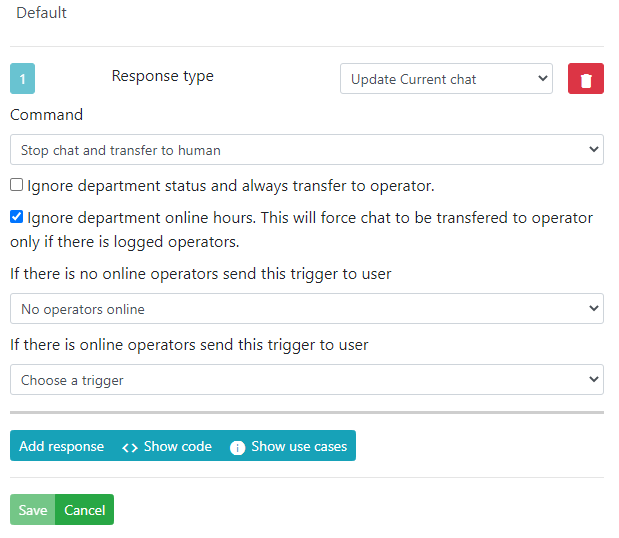 Default
1
Response type
Update Current chat
Command
Stop chat and transfer to human
Ignore department status and always transfer to operator.
Ignore department online hours. This will force chat to be transfered to operator
only if there is logged operators.
If there is no online operators send this trigger to user
No operators online
If there is online operators send this trigger to user
Choose a trigger
Add response <> Show code i Show use cases
Save Cancel